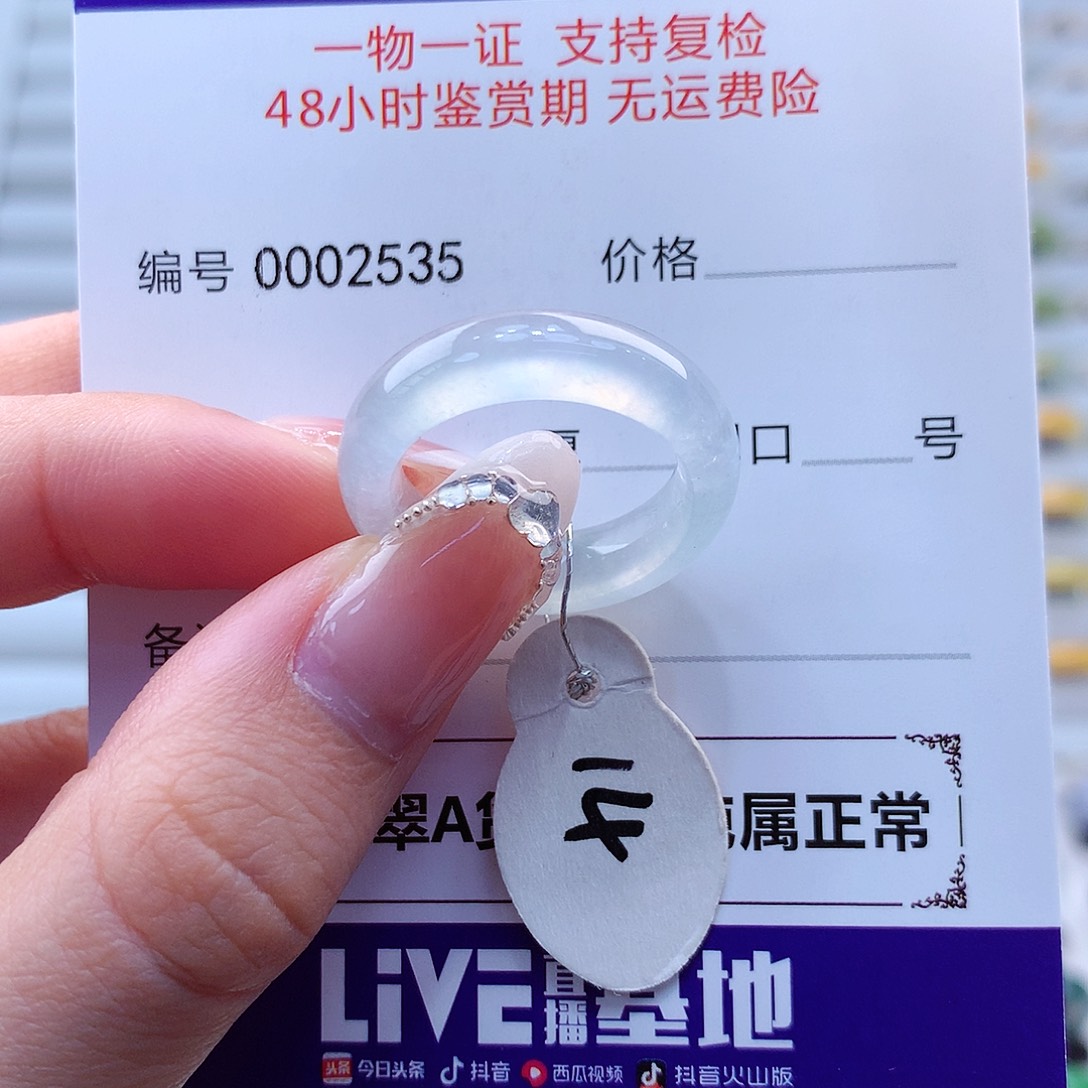 一物一证 支持复检
48小时鉴赏期 无运费险
编号 0002535 价格
口 号
备
翠A货 属正常
LiVE直播基地
头条 今日头条 抖音 西瓜视频 抖音火山版